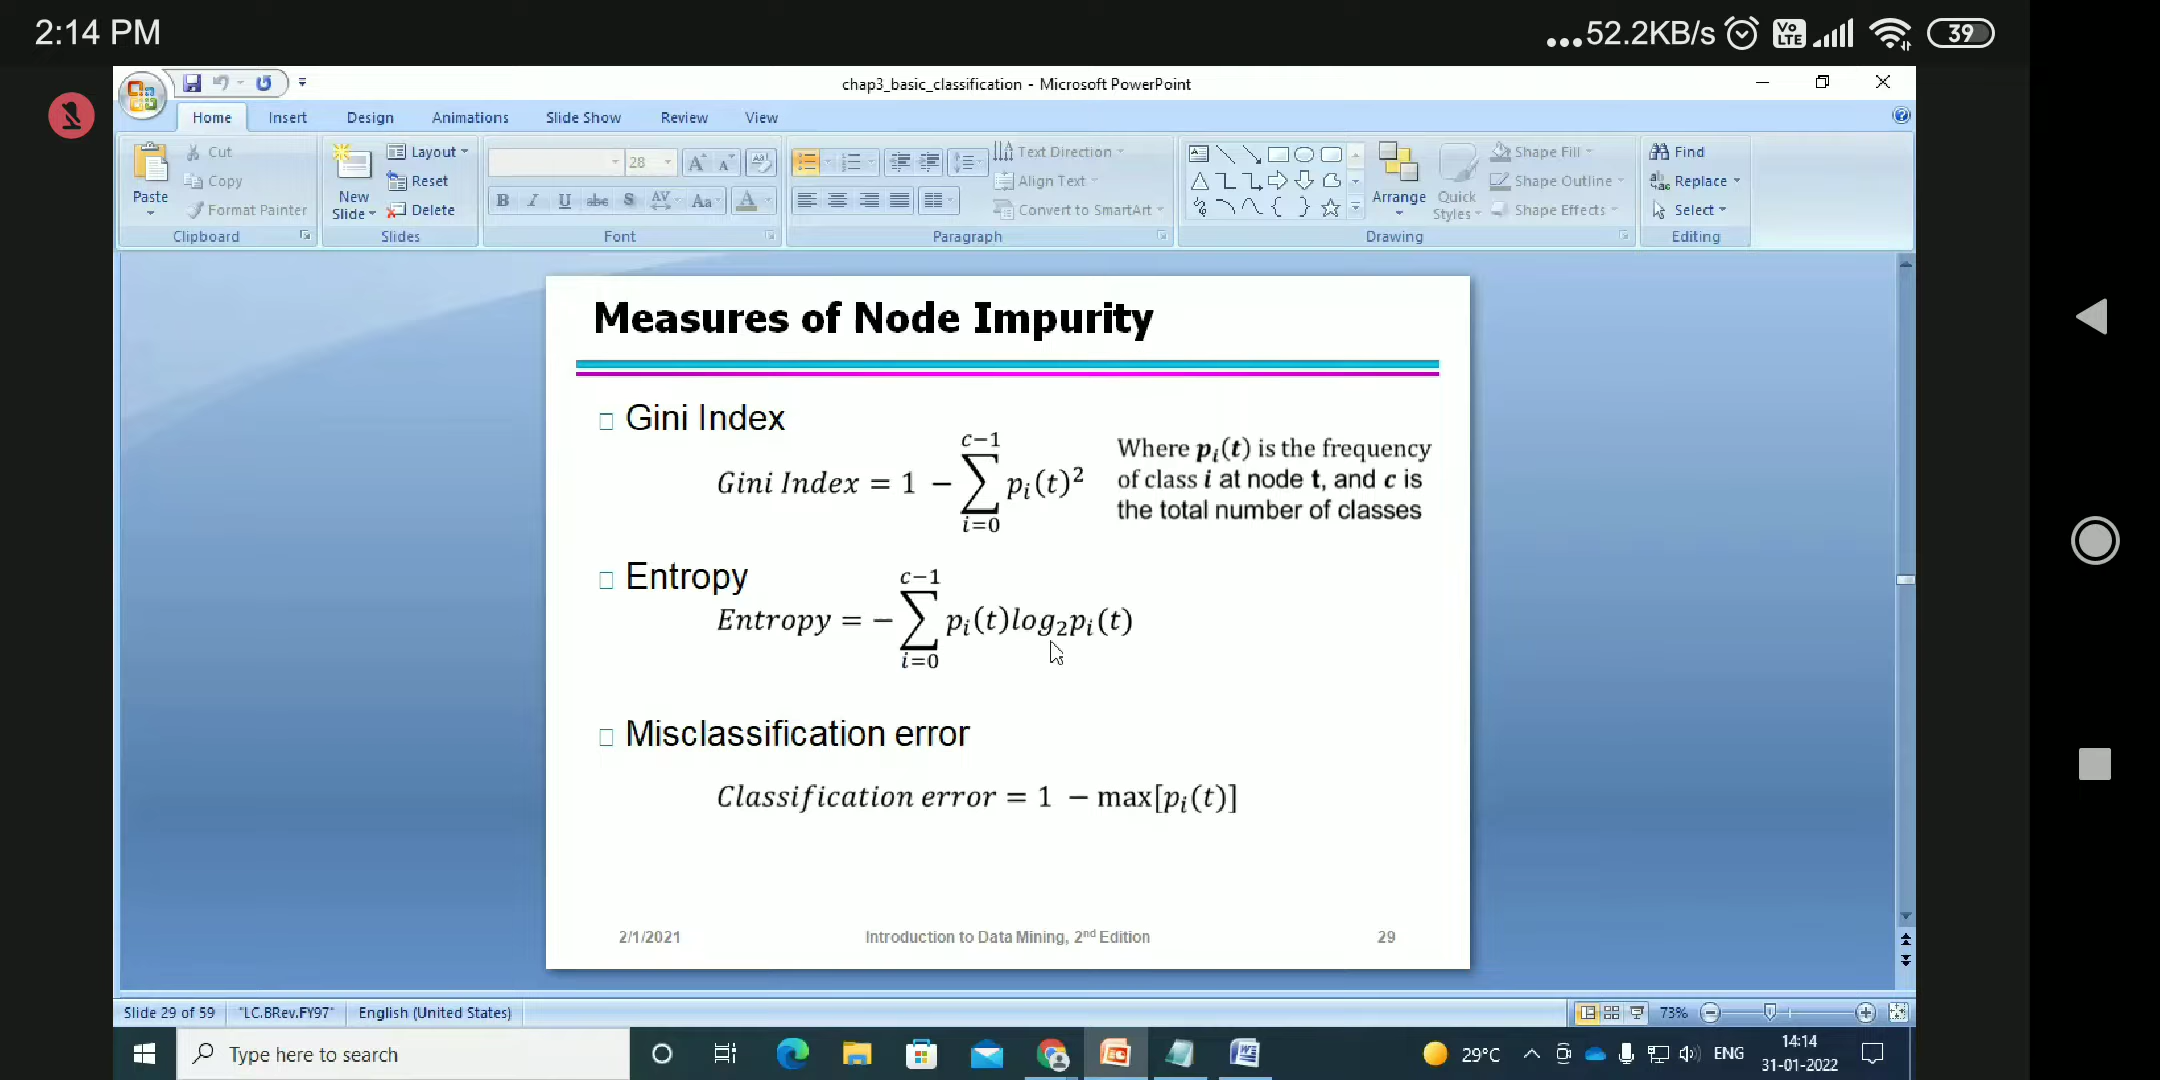 2:14 PM
...52.2KB/s Vo LTE 39
chap3_basic_classification - Microsoft PowerPoint
Home Insert Design Animations Slide Show Review View
Paste
Cut
Copy
Format Painter
Clipboard
New Slide
Layout
Reset
Delete
Slides
28
B I U abc S AV Aa A
Font
Text Direction
Align Text
Convert to SmartArt
Paragraph
Arrange
Quick Styles
Shape Fill
Shape Outline
Shape Effects
Drawing
Find
Replace
Select
Editing
Measures of Node Impurity
Gini Index
Gini Index = 1 − ∑_{i=0}^{c−1} p_i(t)²
Where p_i(t) is the frequency
of class i at node t, and c is
the total number of classes
Entropy
Entropy = − ∑_{i=0}^{c−1} p_i(t)log₂p_i(t)
Misclassification error
Classification error = 1 − max[p_i(t)]
2/1/2021 Introduction to Data Mining, 2nd Edition 29
Slide 29 of 59 "LC.BRev.FY97" English (United States) 73%
Type here to search
29°C ENG
14:14
31-01-2022